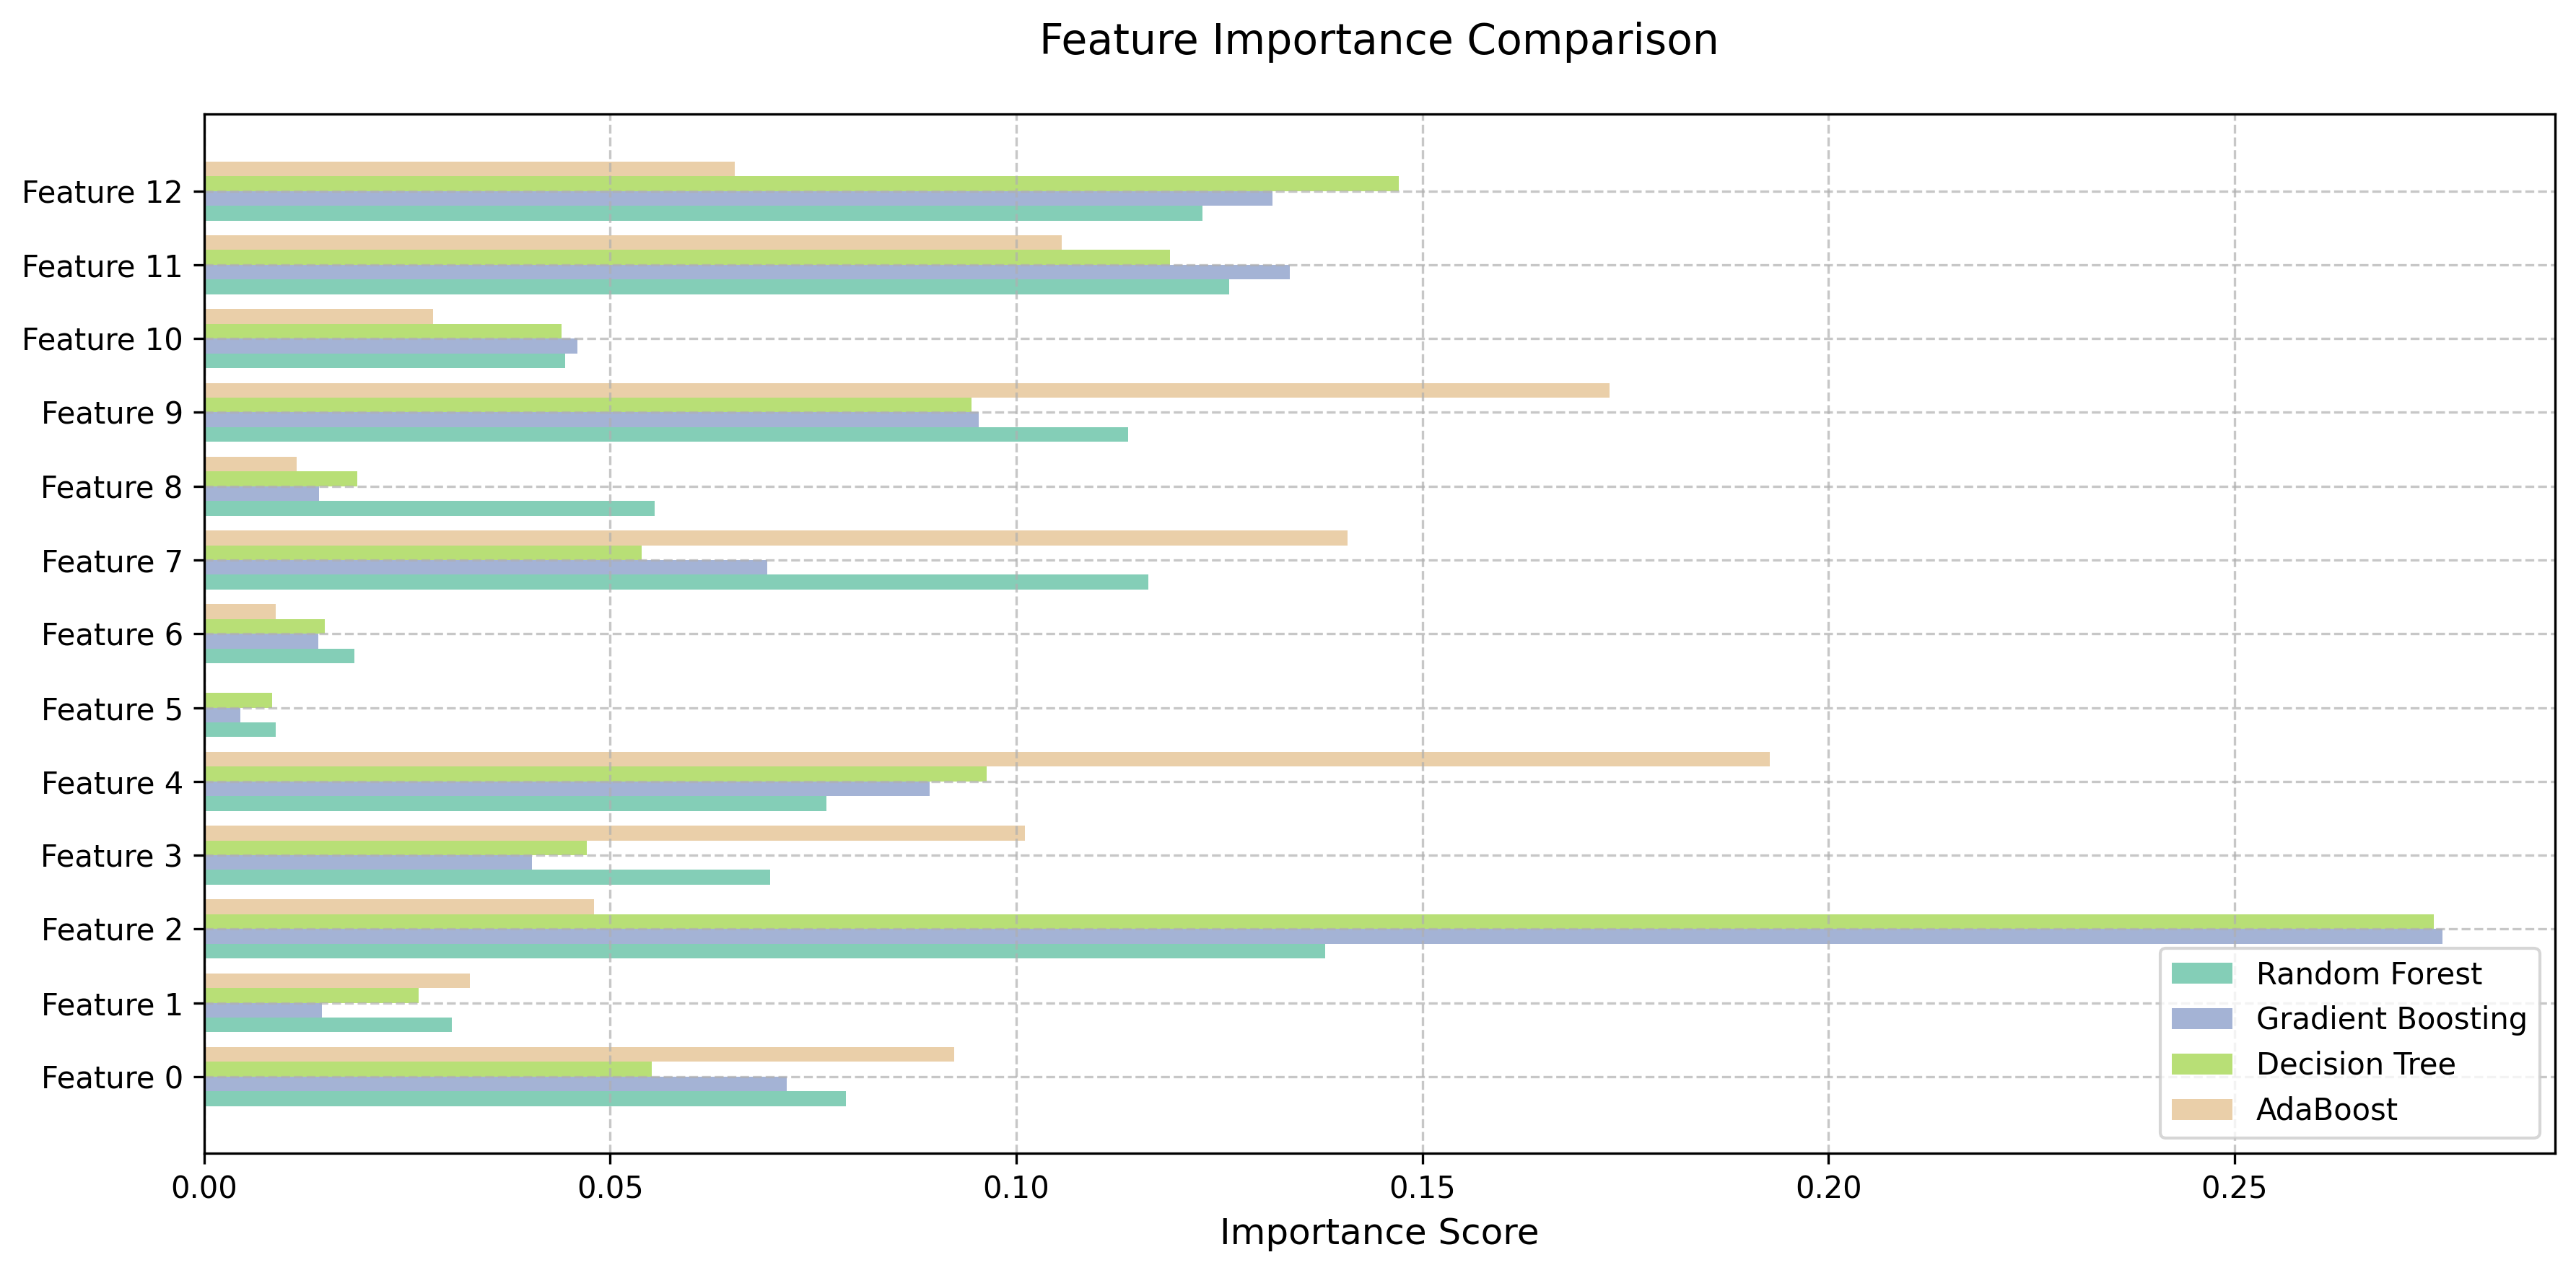 Feature Importance Comparison
Feature 12
Feature 11
Feature 10
Feature 9
Feature 8
Feature 7
Feature 6
Feature 5
Feature 4
Feature 3
Feature 2
Feature 1
Feature 0
Random Forest
Gradient Boosting
Decision Tree
AdaBoost
0.00 0.05 0.10 0.15 0.20 0.25
Importance Score